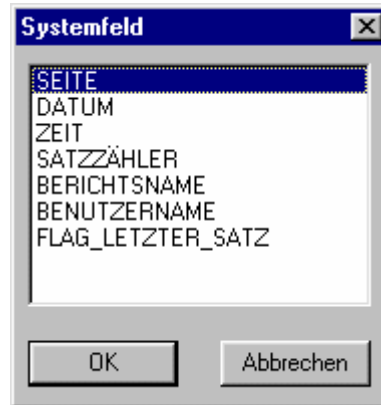 Systemfeld
SEITE
DATUM
ZEIT
SATZZÄHLER
BERICHTSNAME
BENUTZERNAME
FLAG_LETZTER_SATZ
OK
Abbrechen